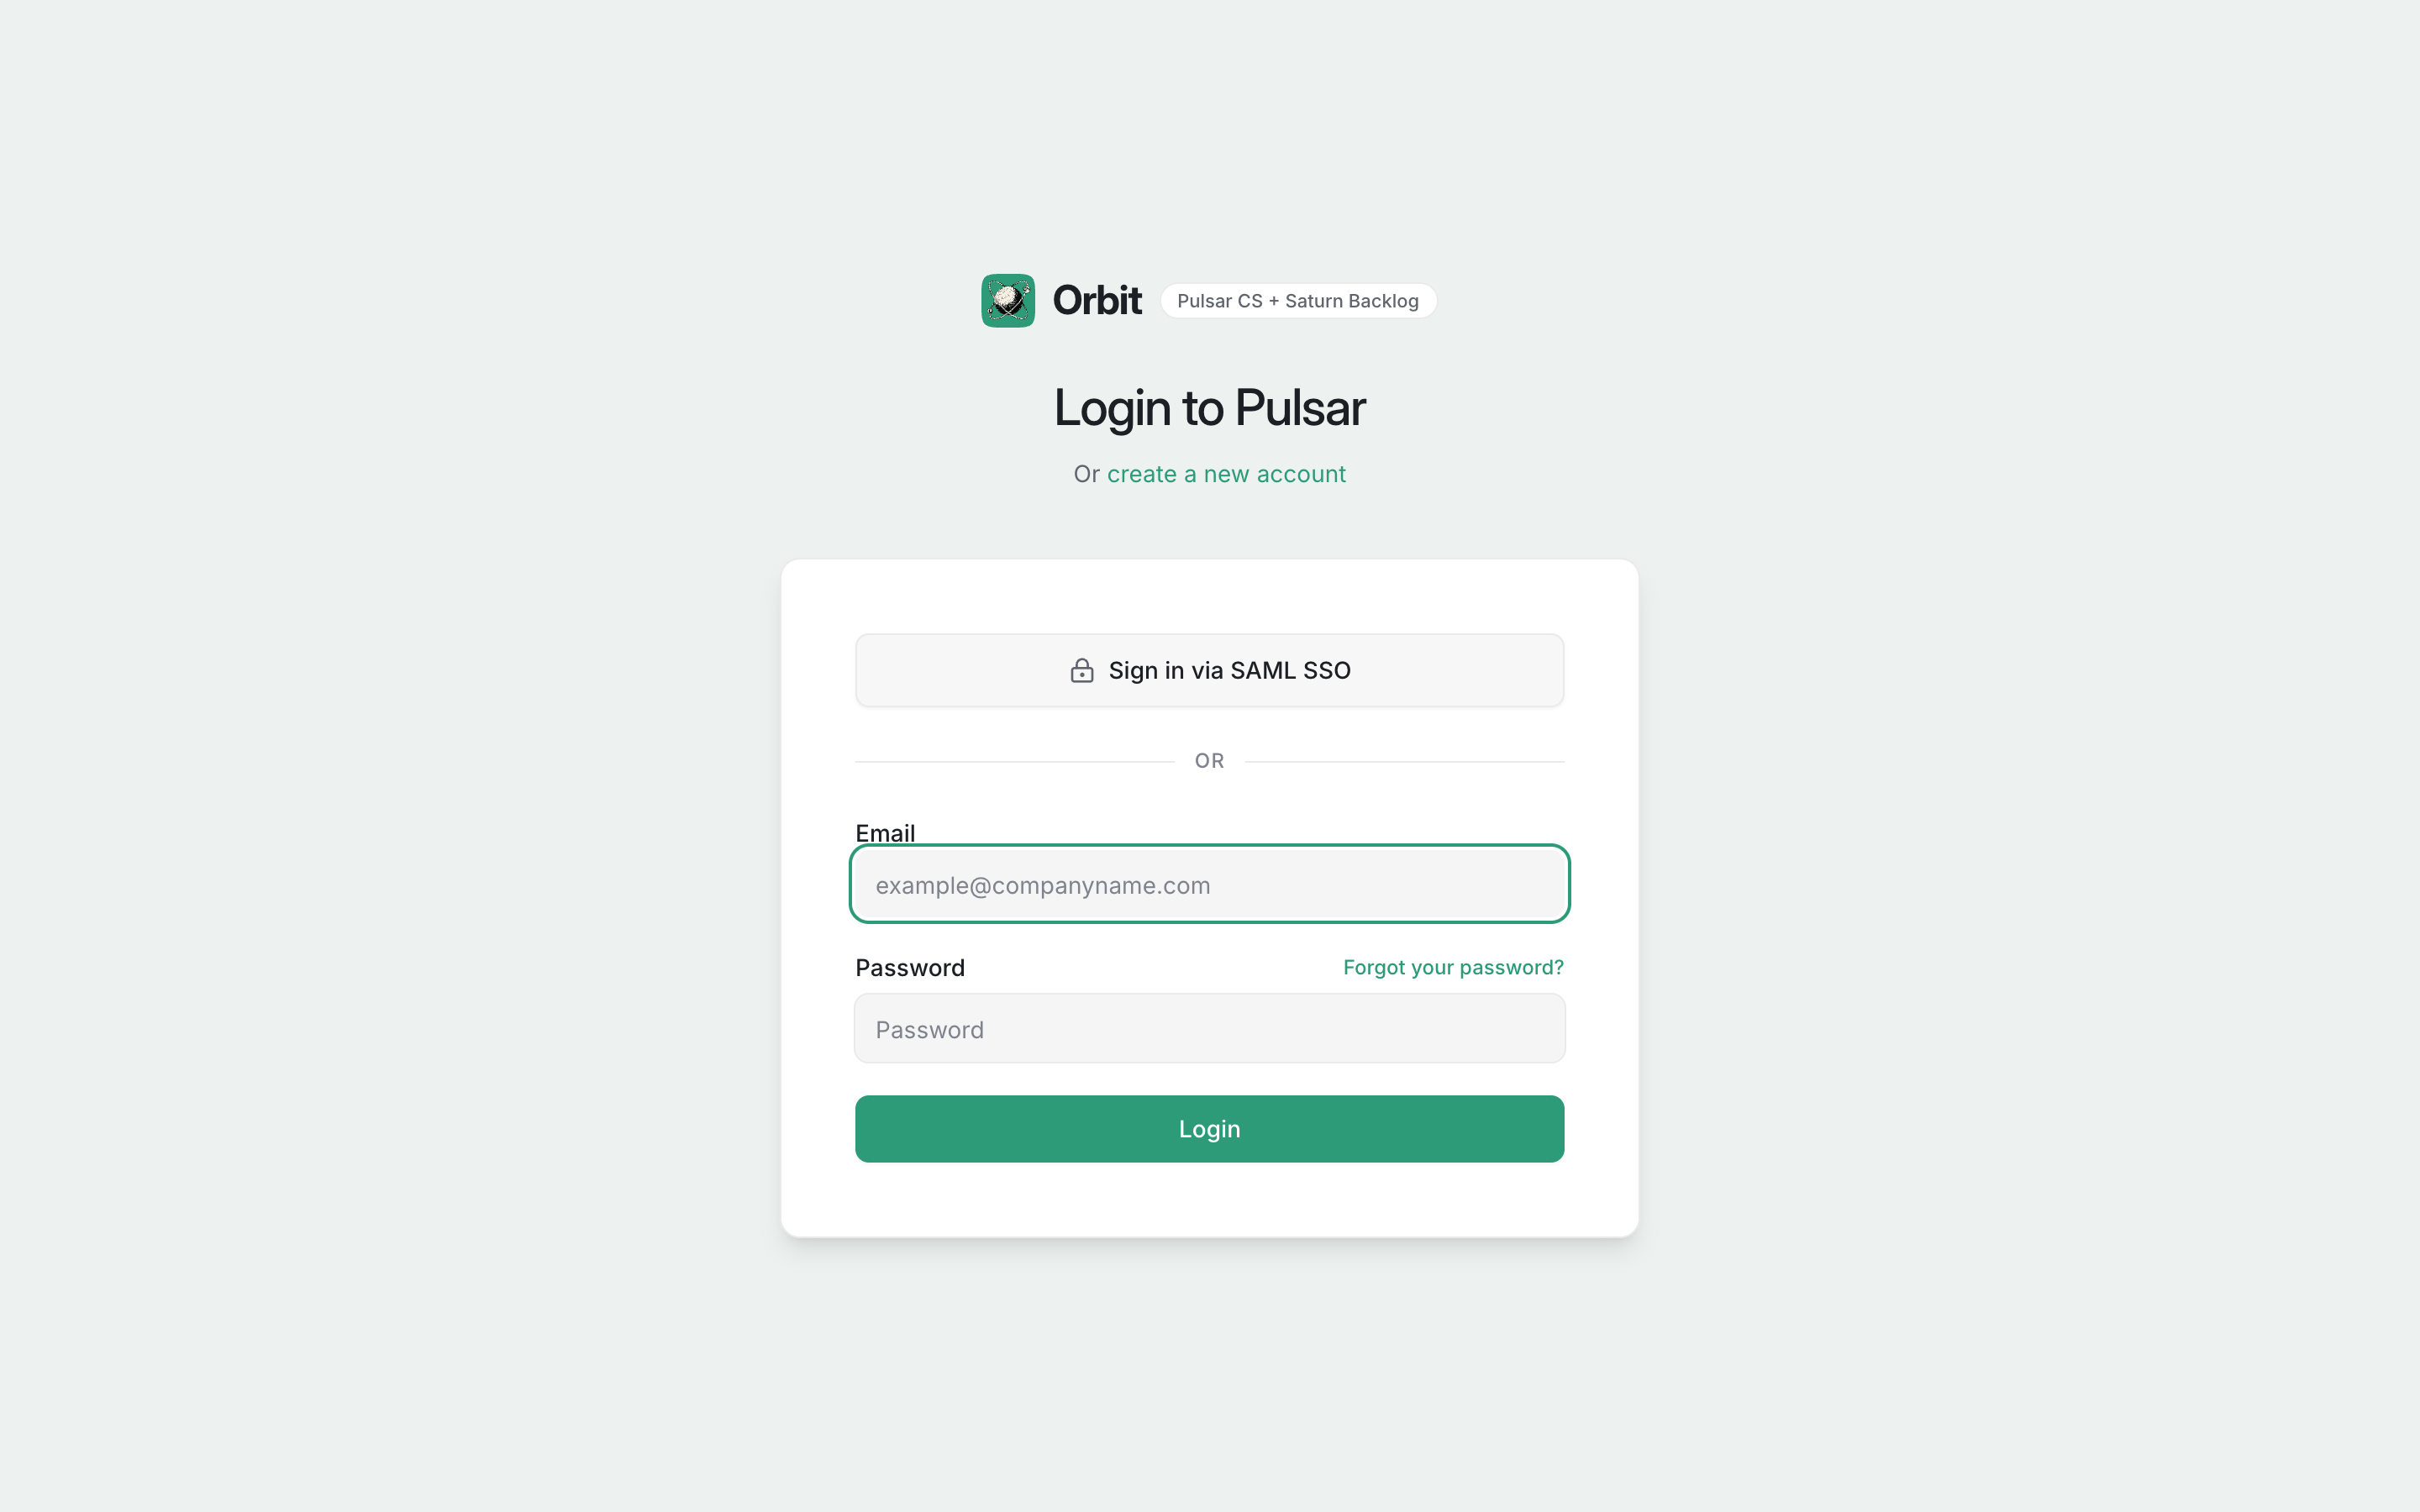 Orbit Pulsar CS + Saturn Backlog
Login to Pulsar
Or create a new account
Sign in via SAML SSO
OR
Email
example@companyname.com
Password Forgot your password?
Password
Login